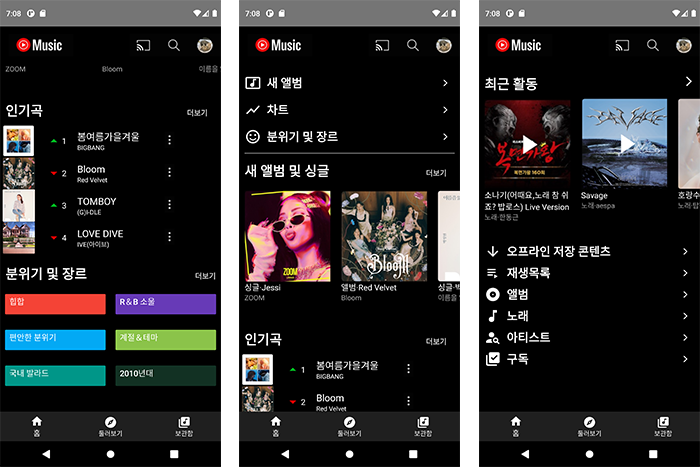 7:08
Music
ZOOM
Bloom
이름을
인기곡
더보기
1
봄여름가을겨울
BIGBANG
2
Bloom
Red Velvet
3
TOMBOY
(G)I-DLE
4
LOVE DIVE
IVE(아이브)
분위기 및 장르
더보기
힙합
R&B 소울
편안한 분위기
계절&테마
국내 발라드
2010년대
홈
둘러보기
보관함
7:08
Music
새 앨범
차트
분위기 및 장르
새 앨범 및 싱글
더보기
ZOOM
Bloom
싱글·Jessi
ZOOM
앨범·Red Velvet
Bloom
싱글·빅
인기곡
더보기
1
봄여름가을겨울
BIGBANG
2
Bloom
Red Velvet
홈
둘러보기
보관함
7:08
Music
최근 활동
복면가왕
복면가왕 160회
소나기(어때요,노래 참 쉬
죠? 밥로스) Live Version
노래·한동근
Savage
노래·aespa
호랑수
오프라인 저장 콘텐츠
재생목록
앨범
노래
아티스트
구독
홈
둘러보기
보관함